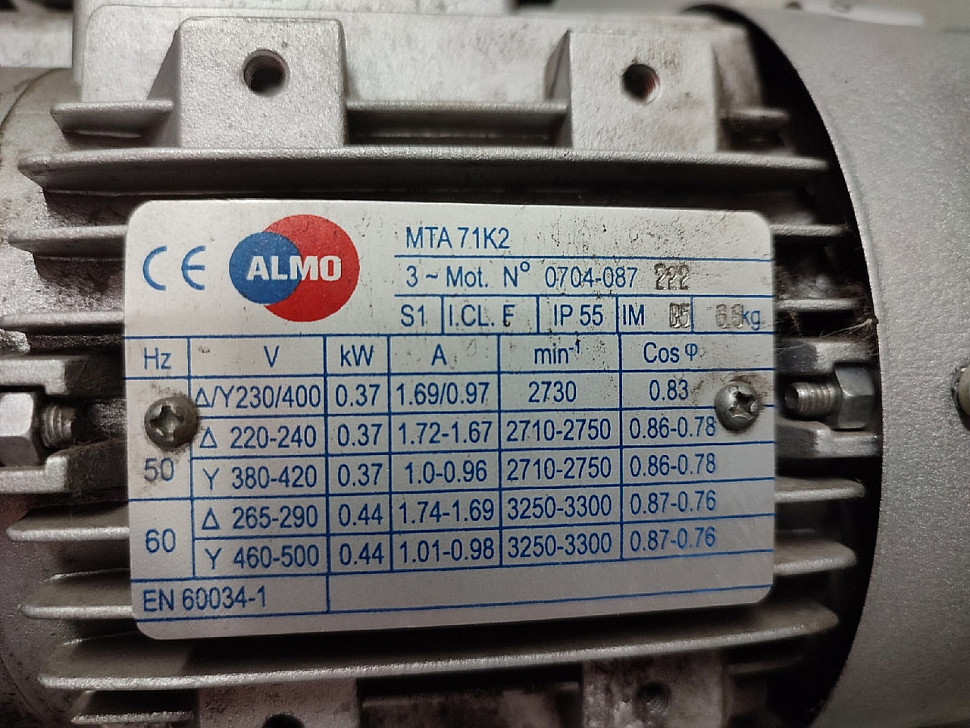 CE ALMO
MTA 71K2
3 ~ Mot. N° 0704-087 222
S1 I.CL. F IP 55 IM B5 kg
Hz V kW A min⁻¹ Cos φ
Δ/Y230/400 0.37 1.69/0.97 2730 0.83
Δ 220-240 0.37 1.72-1.67 2710-2750 0.86-0.78
50
Y 380-420 0.37 1.0-0.96 2710-2750 0.86-0.78
Δ 265-290 0.44 1.74-1.69 3250-3300 0.87-0.76
60
Y 460-500 0.44 1.01-0.98 3250-3300 0.87-0.76
EN 60034-1